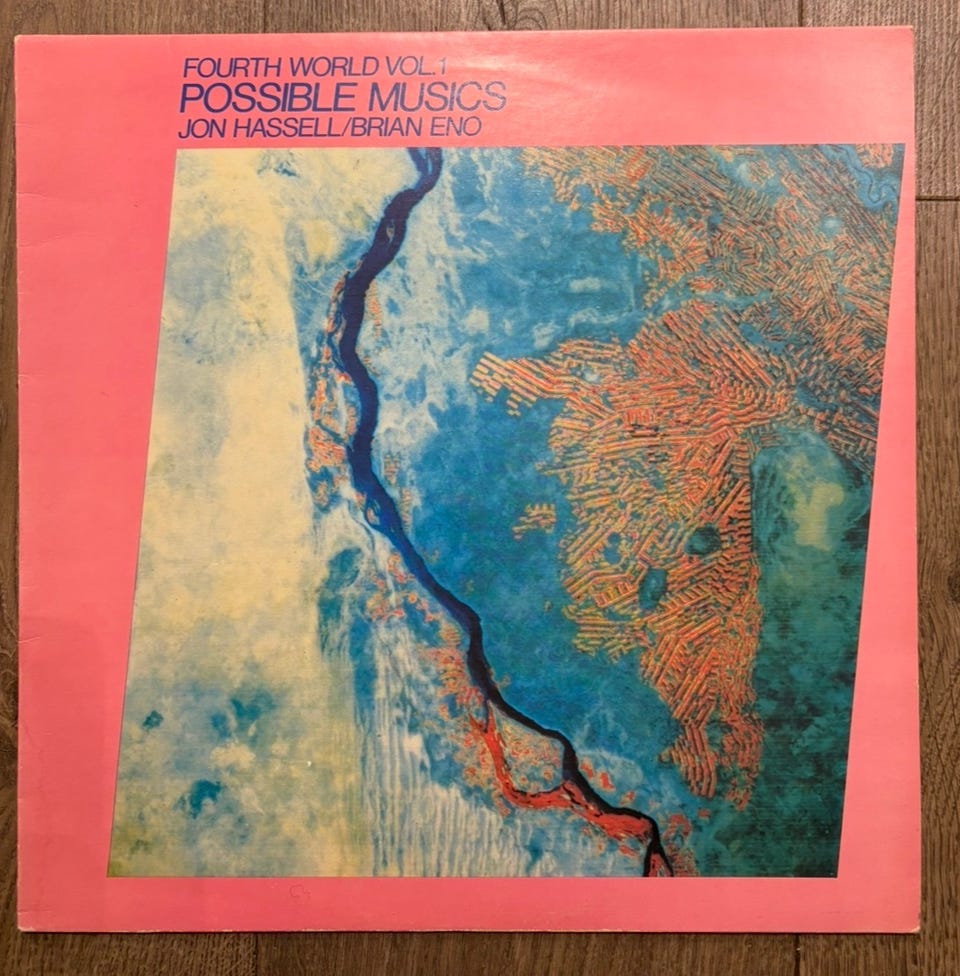 FOURTH WORLD VOL.1
POSSIBLE MUSICS
JON HASSELL/BRIAN ENO